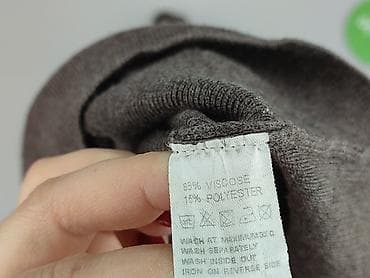 85% VISCOSE
15% POLYESTER
WASH AT MAXIMUM 30°C
WASH SEPARATELY
WASH INSIDE OUT
IRON ON REVERSE SIDE